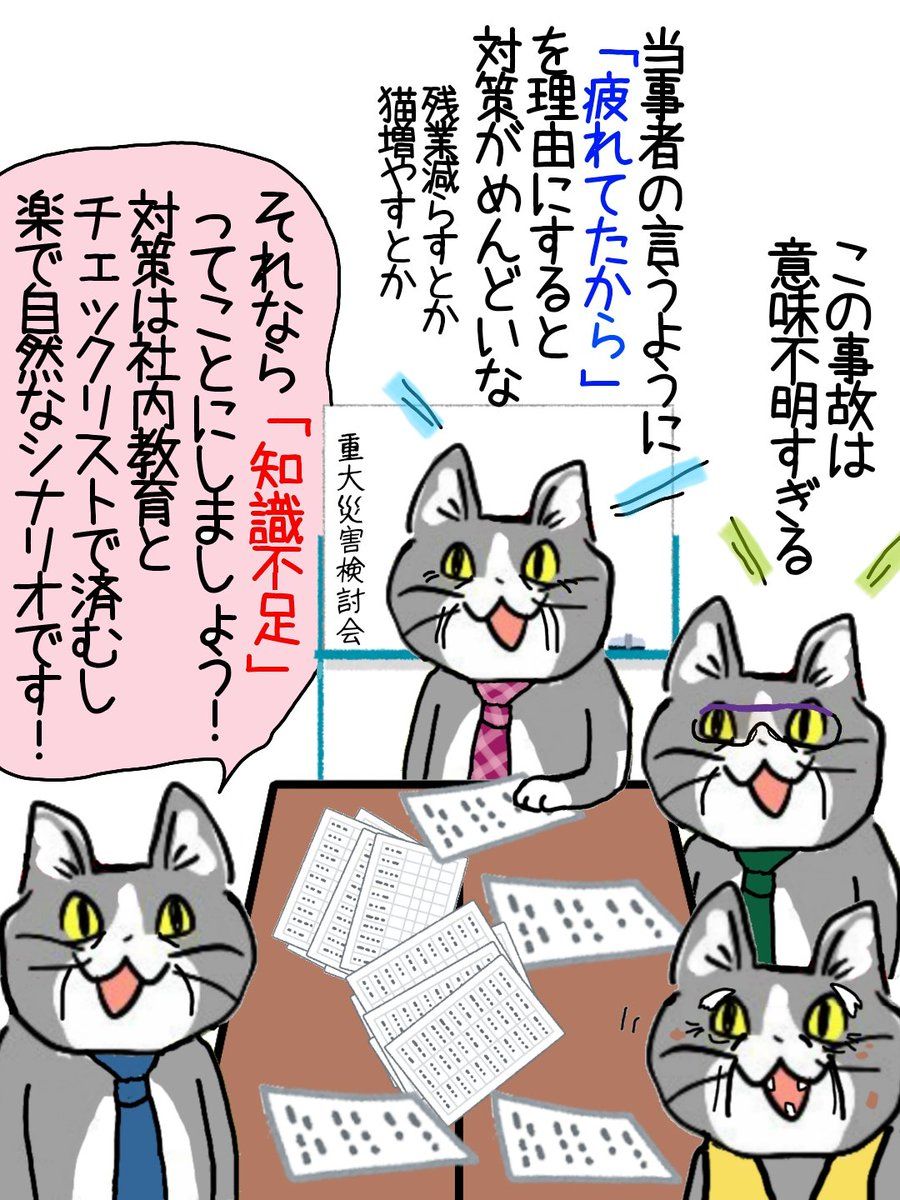 この事故は
意味不明すぎる
当事者の言うように
「疲れてたから」
を理由にすると
対策がめんどいな
残業減らすとか
猫増やすとか
それなら「知識不足」
ってことにしましょう!
対策は社内教育と
チェックリストで済むし
楽で自然なシナリオです!
重大災害検討会